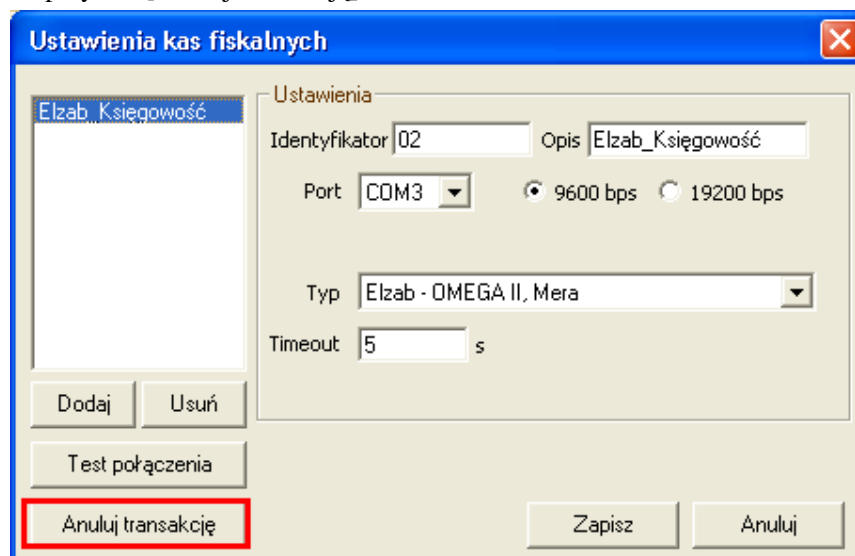 Ustawienia kas fiskalnych
Elzab_Księgowość
Ustawienia
Identyfikator 02 Opis Elzab_Księgowość
Port COM3 9600 bps 19200 bps
Typ Elzab - OMEGA II, Mera
Timeout 5 s
Dodaj Usuń
Test połączenia
Anuluj transakcję Zapisz Anuluj